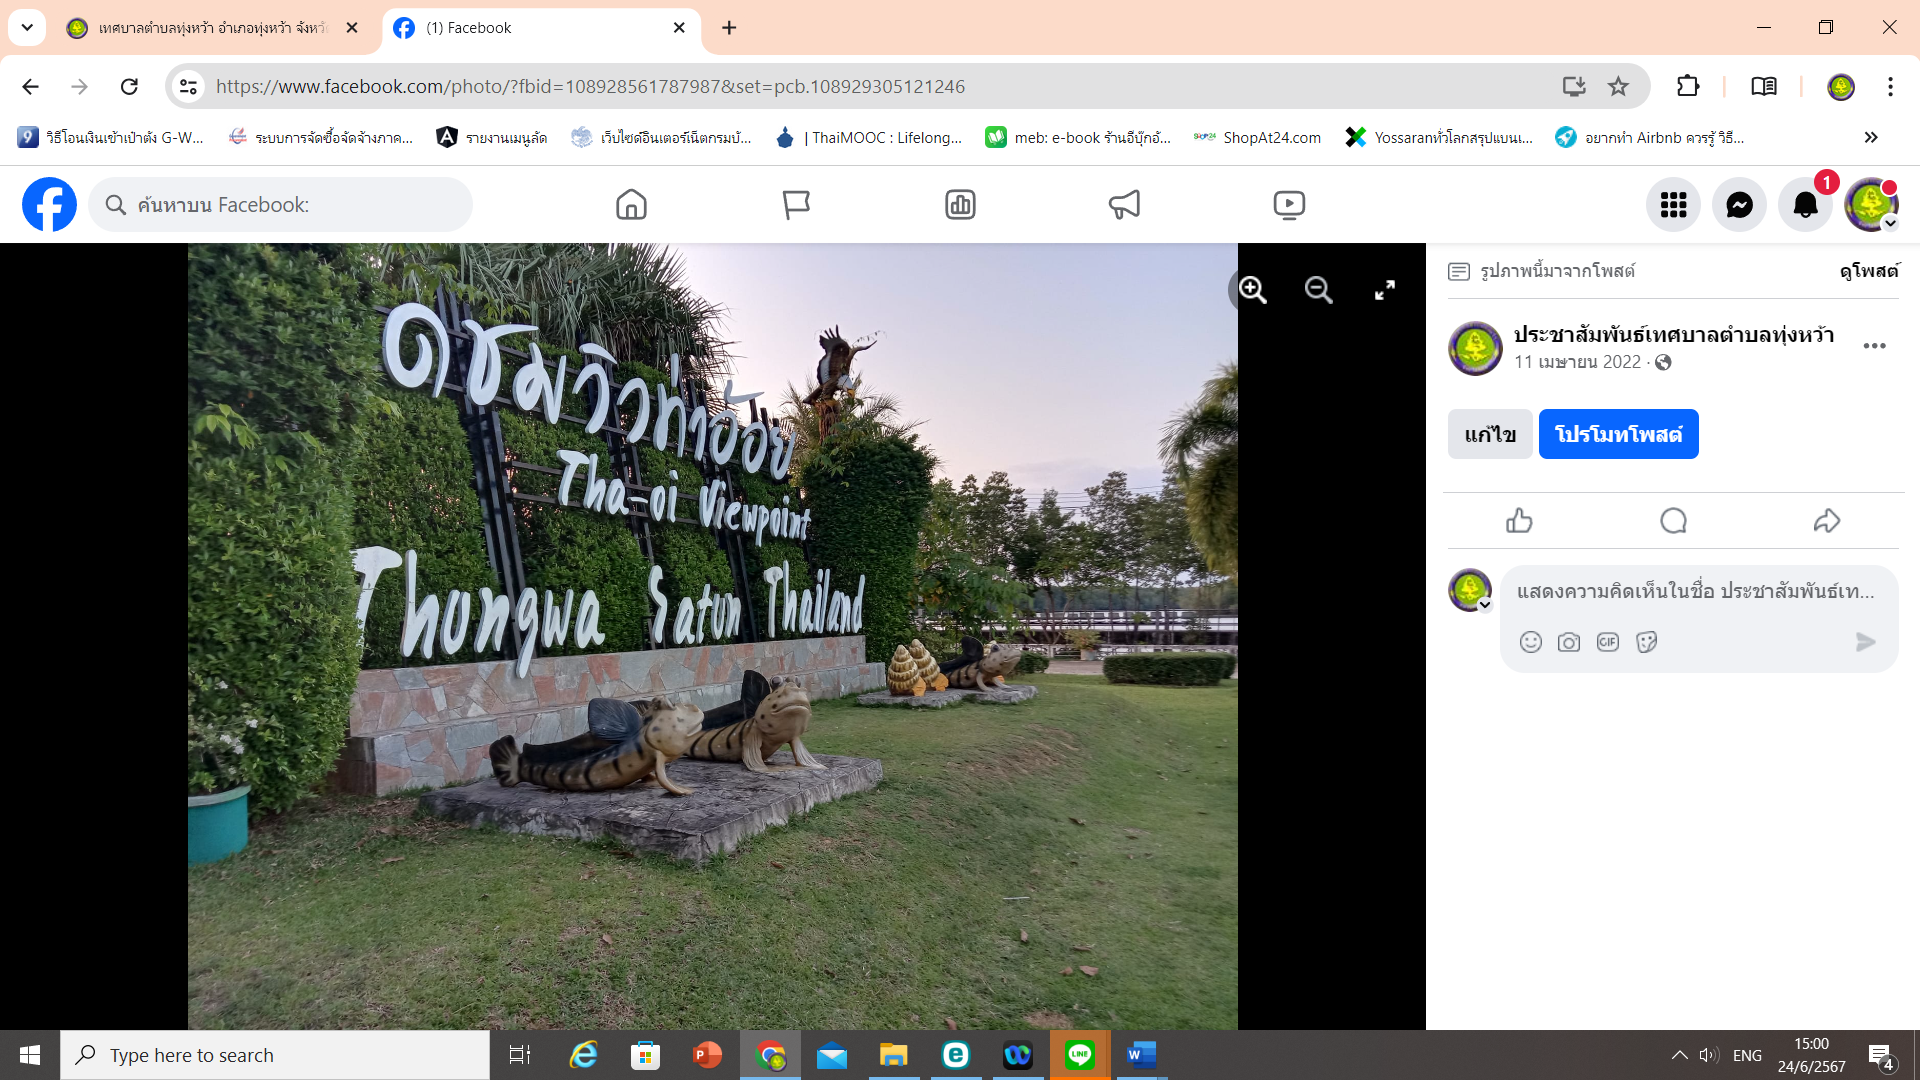 เทศบาลตำบลทุ่งหว้า อำเภอทุ่งหว้า จังหวั
(1) Facebook
https://www.facebook.com/photo/?fbid=108928561787987&set=pcb.108929305121246
วิธีโอนเงินเข้าเป๋าตัง G-W...
ระบบการจัดซื้อจัดจ้างภาค...
รายงานเมนูลัด
เว็บไซต์อินเตอร์เน็ตกรมบั...
| ThaiMOOC : Lifelong...
meb: e-book ร้านอีบุ๊กอั...
ShopAt24.com
Yossaranทั่วโลกสรุปแบบแ...
อยากทำ Airbnb ควรรู้ วิธี...
ค้นหาบน Facebook:
1
ดชมวิวท่าอ้อย
Tha-oi Viewpoint
Thungwa Satun Thailand
รูปภาพนี้มาจากโพสต์
ดูโพสต์
ประชาสัมพันธ์เทศบาลตำบลทุ่งหว้า
11 เมษายน 2022 ·
แก้ไข
โปรโมทโพสต์
แสดงความคิดเห็นในชื่อ ประชาสัมพันธ์เท...
GIF
Type here to search
LINE
ENG
15:00
24/6/2567
4